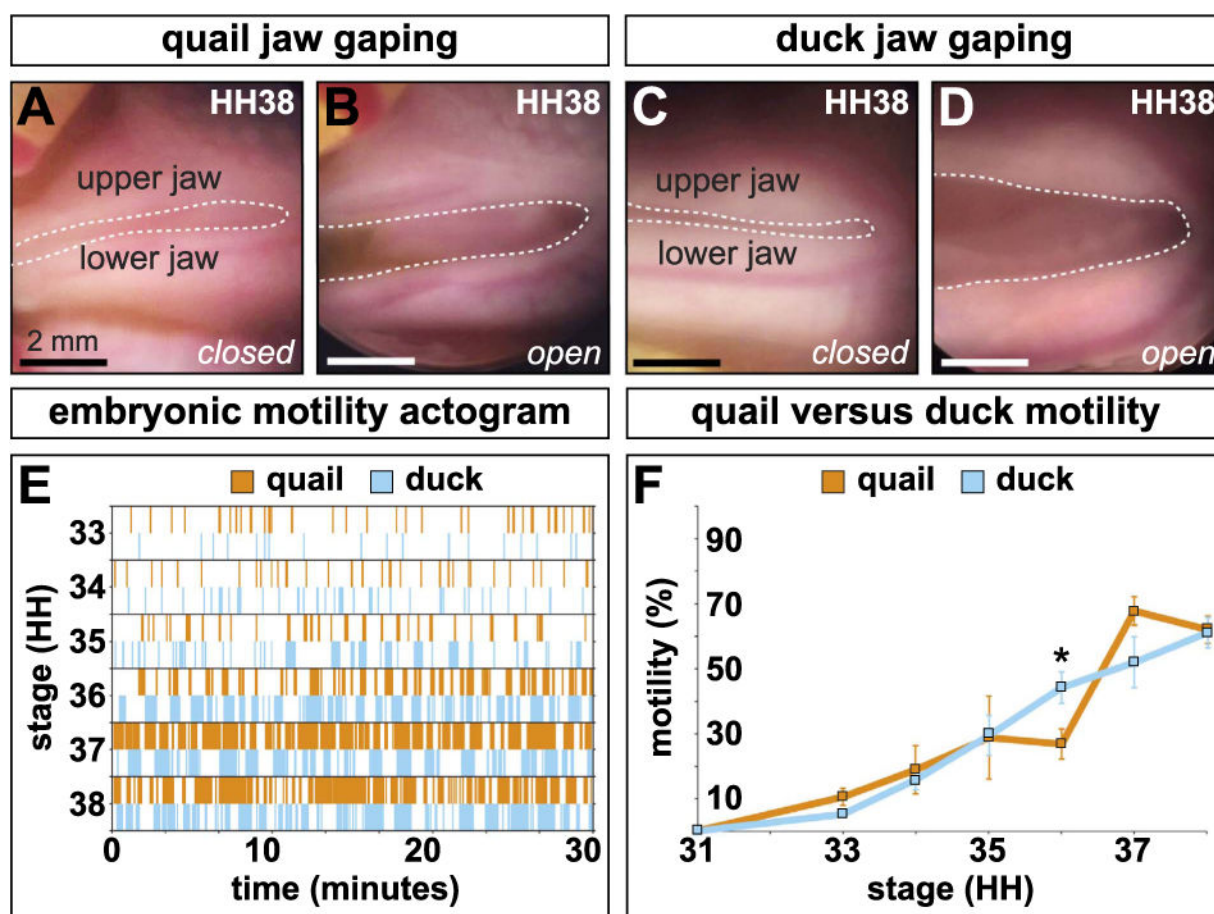 quail jaw gaping
duck jaw gaping
A
HH38
upper jaw
lower jaw
2 mm
closed
B
HH38
open
C
HH38
upper jaw
lower jaw
closed
D
HH38
open
embryonic motility actogram
quail versus duck motility
E
quail duck
stage (HH)
33
34
35
36
37
38
0 10 20 30
time (minutes)
F
quail duck
motility (%)
90
70
50
30
10
*
31 33 35 37
stage (HH)